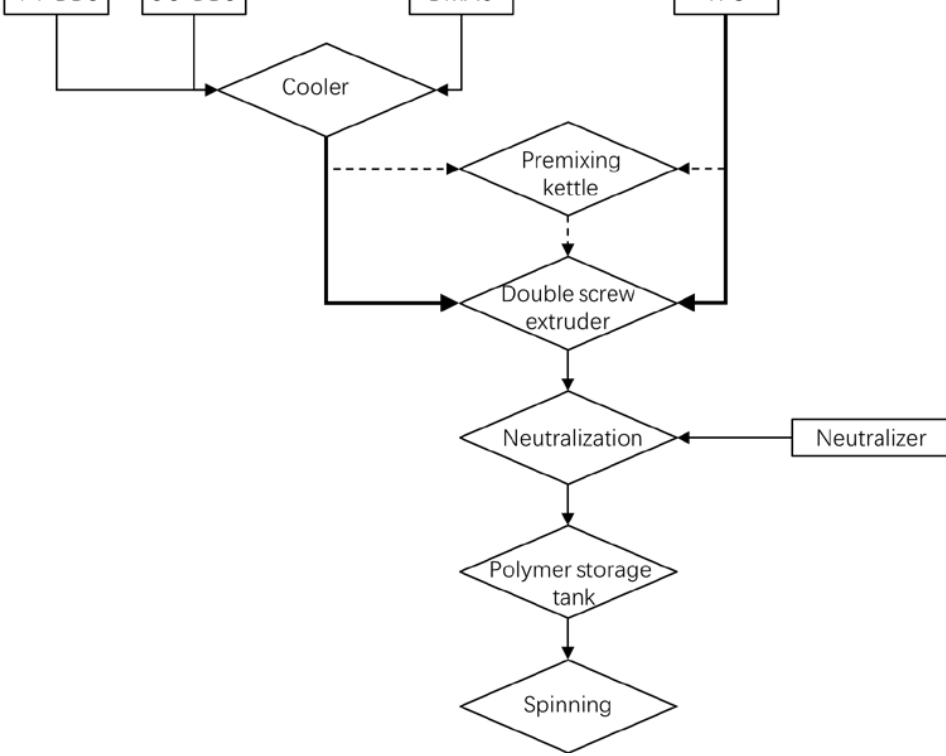 Cooler
Premixing
kettle
Double screw
extruder
Neutralization
Neutralizer
Polymer storage
tank
Spinning